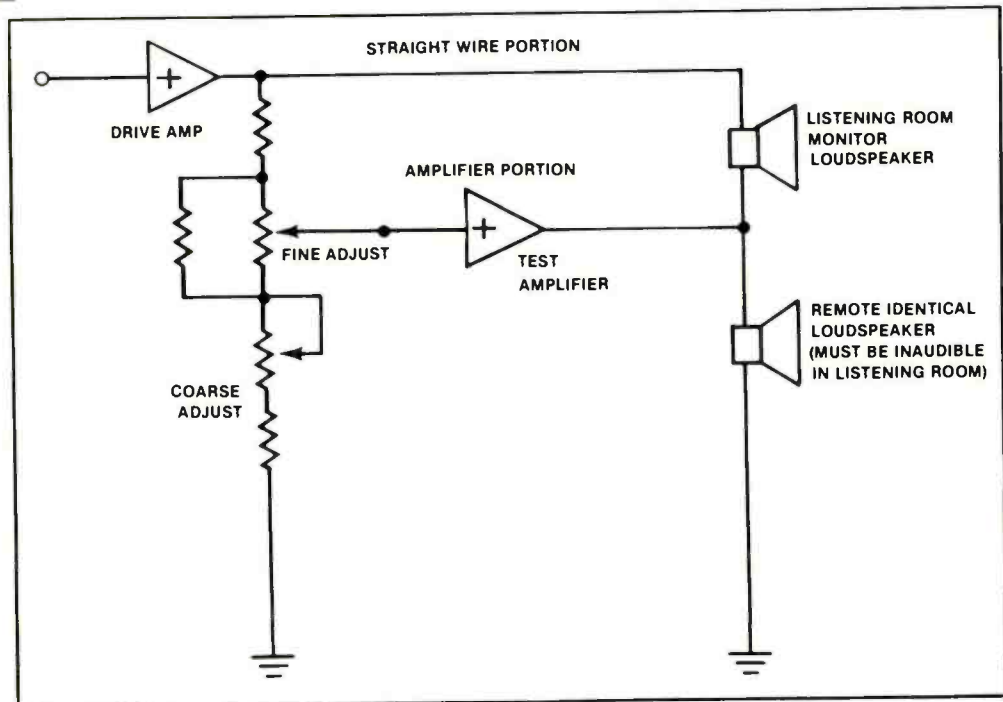 STRAIGHT WIRE PORTION
+
DRIVE AMP
LISTENING ROOM
MONITOR
LOUDSPEAKER
AMPLIFIER PORTION
+
FINE ADJUST
TEST
AMPLIFIER
REMOTE IDENTICAL
LOUDSPEAKER
(MUST BE INAUDIBLE
IN LISTENING ROOM)
COARSE
ADJUST